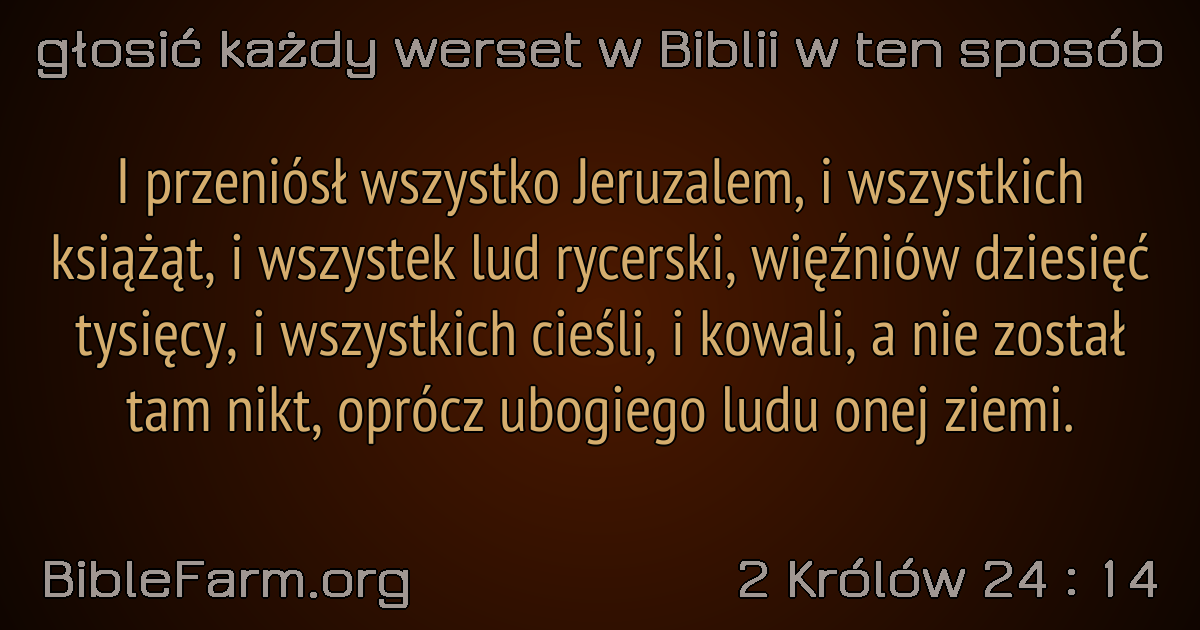 głosić każdy werset w Biblii w ten sposób
I przeniósł wszystko Jeruzalem, i wszystkich
książąt, i wszystek lud rycerski, więźniów dziesięć
tysięcy, i wszystkich cieśli, i kowali, a nie został
tam nikt, oprócz ubogiego ludu onej ziemi.
BibleFarm.org
2 Królów 24 : 14